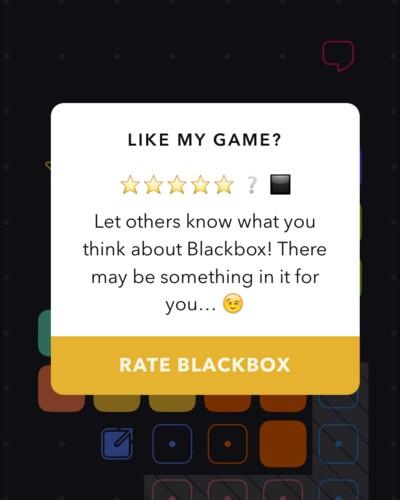 LIKE MY GAME?
⭐⭐⭐⭐⭐ ❔ ⬛
Let others know what you
think about Blackbox! There
may be something in it for
you... 😉
RATE BLACKBOX